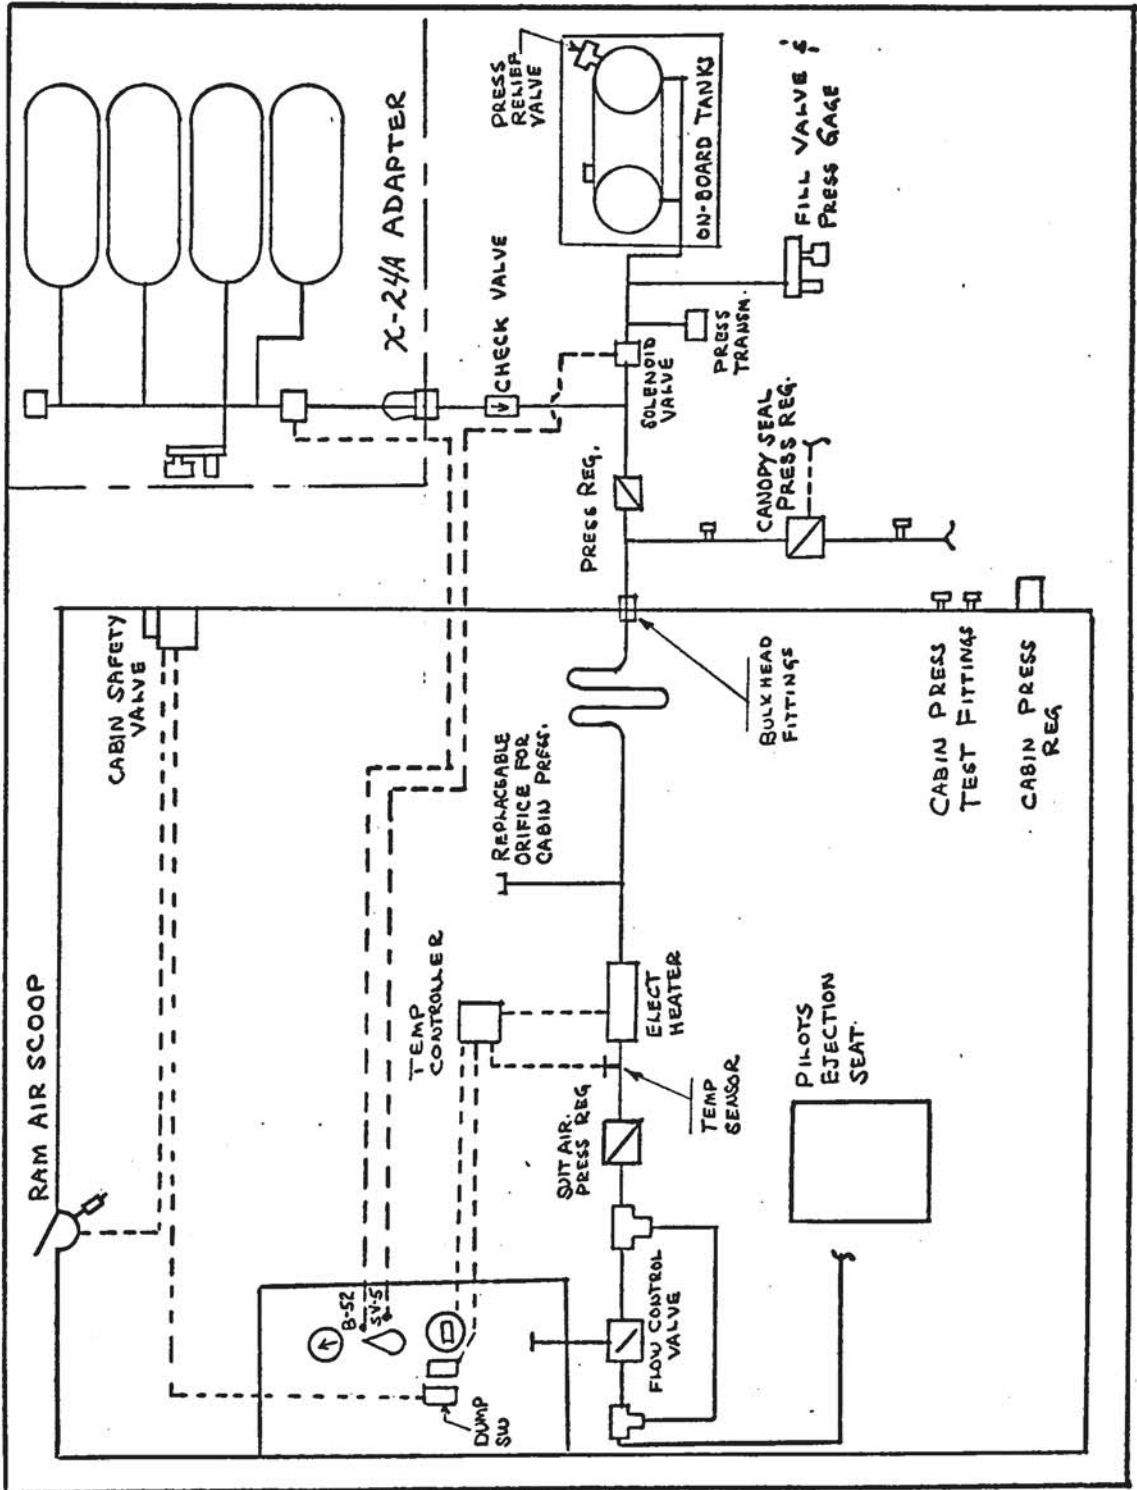 PRESS
RELIEF
VALVE
ON-BOARD TANKS
FILL VALVE &
PRESS GAGE
X-24A ADAPTER
CHECK VALVE
PRESS
TRANSM.
SOLENOID
VALVE
PRESS REG.
CANOPY SEAL
PRESS REG.
CABIN SAFETY
VALVE
BULKHEAD
FITTINGS
CABIN PRESS
TEST FITTINGS
CABIN PRESS
REG
REPLACEABLE
ORIFICE FOR
CABIN PRESS.
RAM AIR SCOOP
TEMP
CONTROLLER
ELECT
HEATER
TEMP
SENSOR
SUIT AIR.
PRESS REG
PILOTS
EJECTION
SEAT.
B-52
SV-5
FLOW CONTROL
VALVE
DUMP
SW